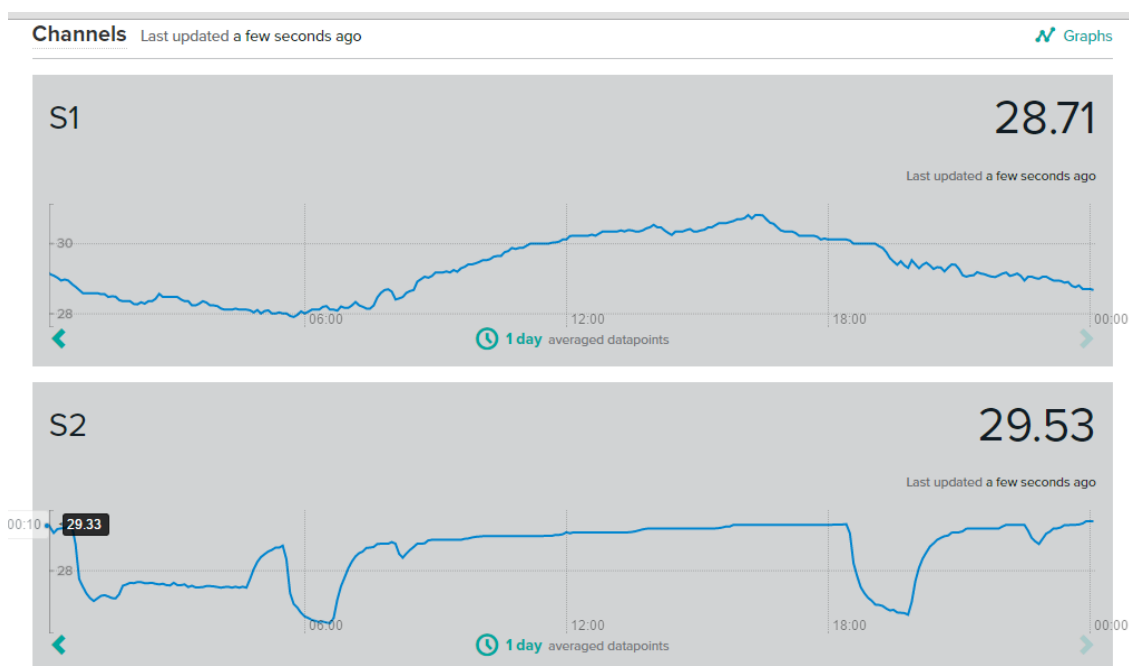 Channels Last updated a few seconds ago Graphs
S1 28.71
Last updated a few seconds ago
30
28
06:00 12:00 18:00 00:00
1 day averaged datapoints
S2 29.53
Last updated a few seconds ago
00:10 29.33
28
06:00 12:00 18:00 00:00
1 day averaged datapoints